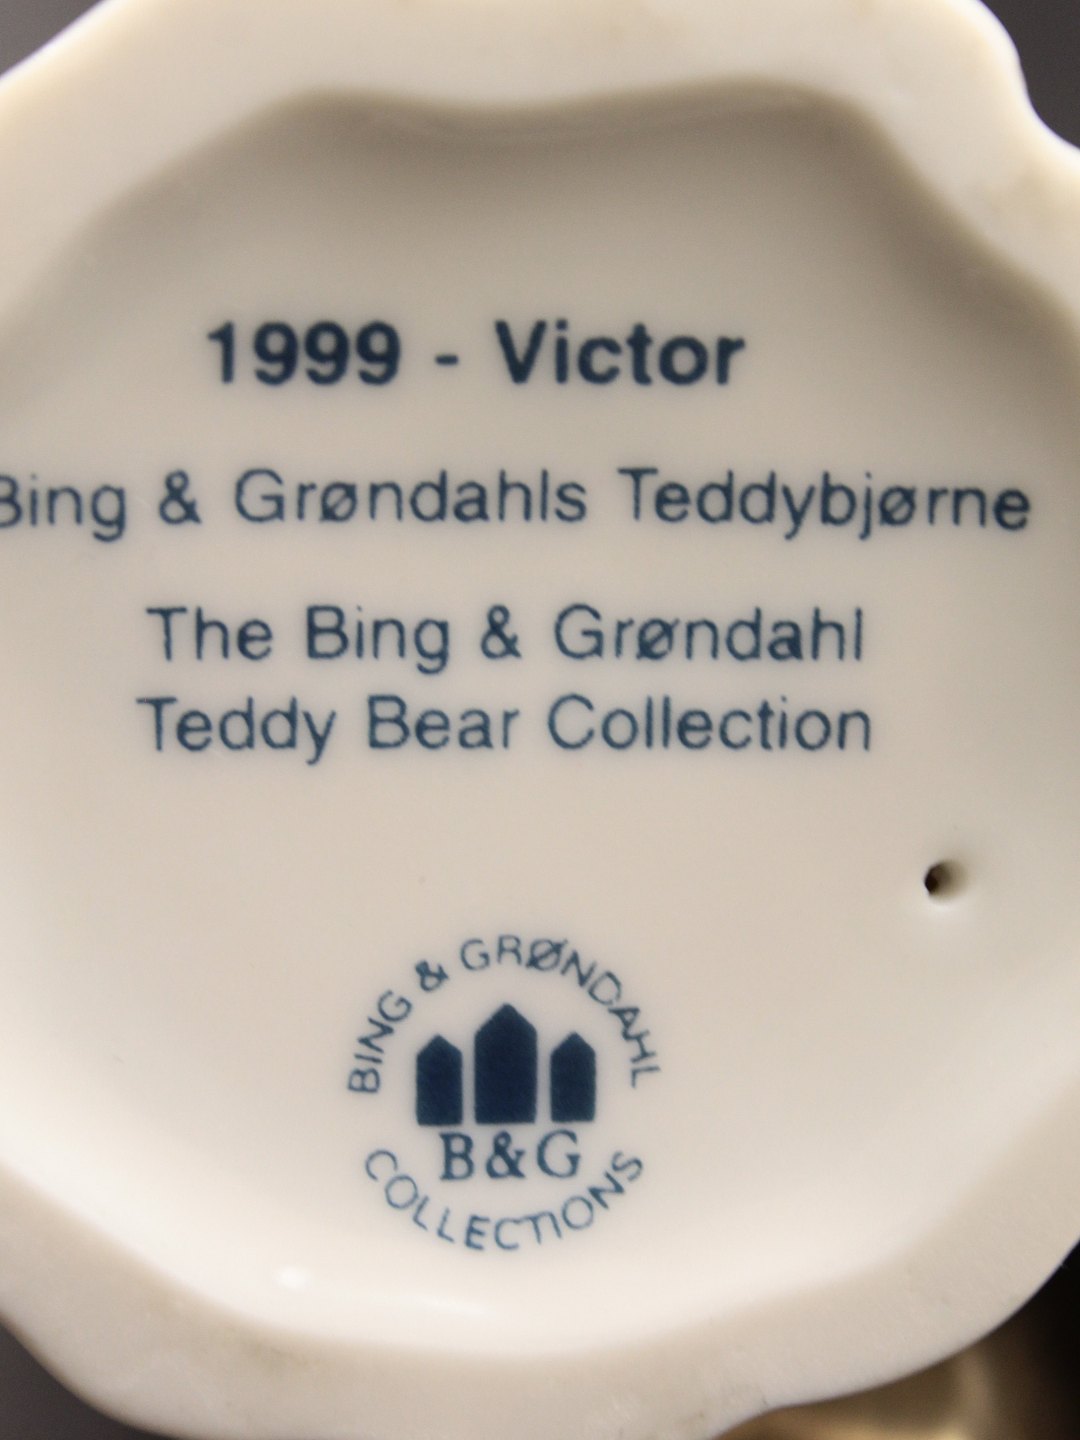 1999 - Victor
Bing & Grøndahls Teddybjørne
The Bing & Grøndahl
Teddy Bear Collection
BING & GRØNDAHL
B&G
COLLECTIONS